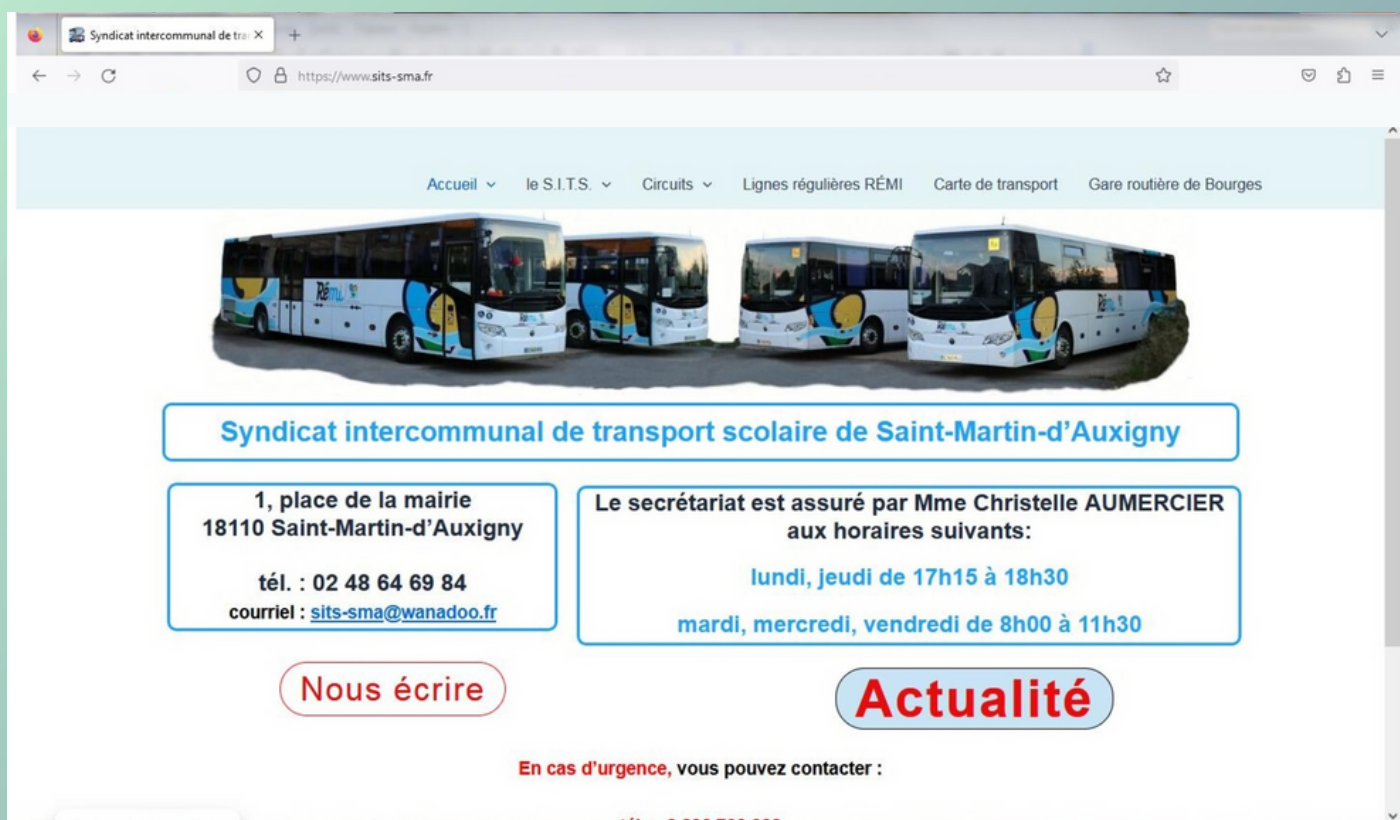 Syndicat intercommunal de tra
https://www.sits-sma.fr
Accueil le S.I.T.S. Circuits Lignes régulières RÉMI Carte de transport Gare routière de Bourges
Rémi
Syndicat intercommunal de transport scolaire de Saint-Martin-d'Auxigny
1, place de la mairie
18110 Saint-Martin-d'Auxigny
tél. : 02 48 64 69 84
courriel : sits-sma@wanadoo.fr
Le secrétariat est assuré par Mme Christelle AUMERCIER
aux horaires suivants:
lundi, jeudi de 17h15 à 18h30
mardi, mercredi, vendredi de 8h00 à 11h30
Nous écrire
Actualité
En cas d'urgence, vous pouvez contacter :